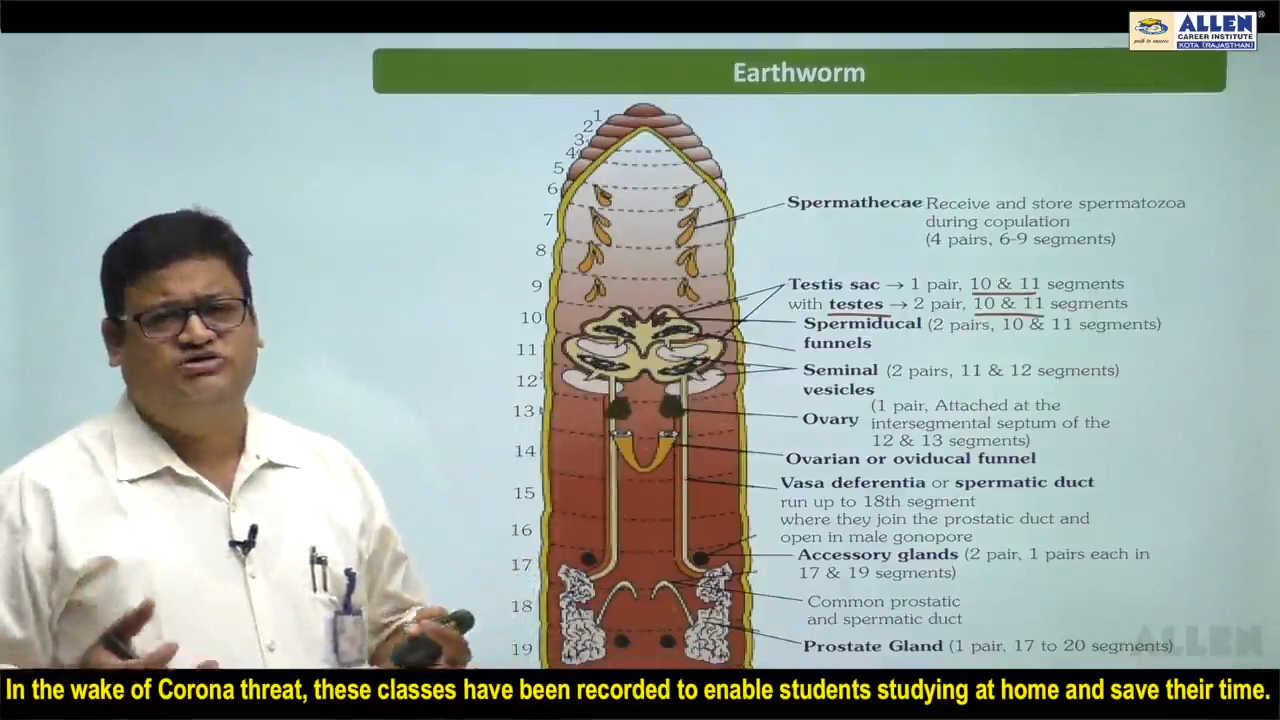 path to success
ALLEN
CAREER INSTITUTE
KOTA (RAJASTHAN)
Earthworm
1
2
3
4
5
6
7
8
9
10
11
12
13
14
15
16
17
18
19
Spermathecae Receive and store spermatozoa
during copulation
(4 pairs, 6-9 segments)
Testis sac → 1 pair, 10 & 11 segments
with testes → 2 pair, 10 & 11 segments
Spermiducal (2 pairs, 10 & 11 segments)
funnels
Seminal (2 pairs, 11 & 12 segments)
vesicles
Ovary (1 pair, Attached at the
intersegmental septum of the
12 & 13 segments)
Ovarian or oviducal funnel
Vasa deferentia or spermatic duct
run up to 18th segment
where they join the prostatic duct and
open in male gonopore
Accessory glands (2 pair, 1 pairs each in
17 & 19 segments)
Common prostatic
and spermatic duct
Prostate Gland (1 pair, 17 to 20 segments)
ALLEN
In the wake of Corona threat, these classes have been recorded to enable students studying at home and save their time.